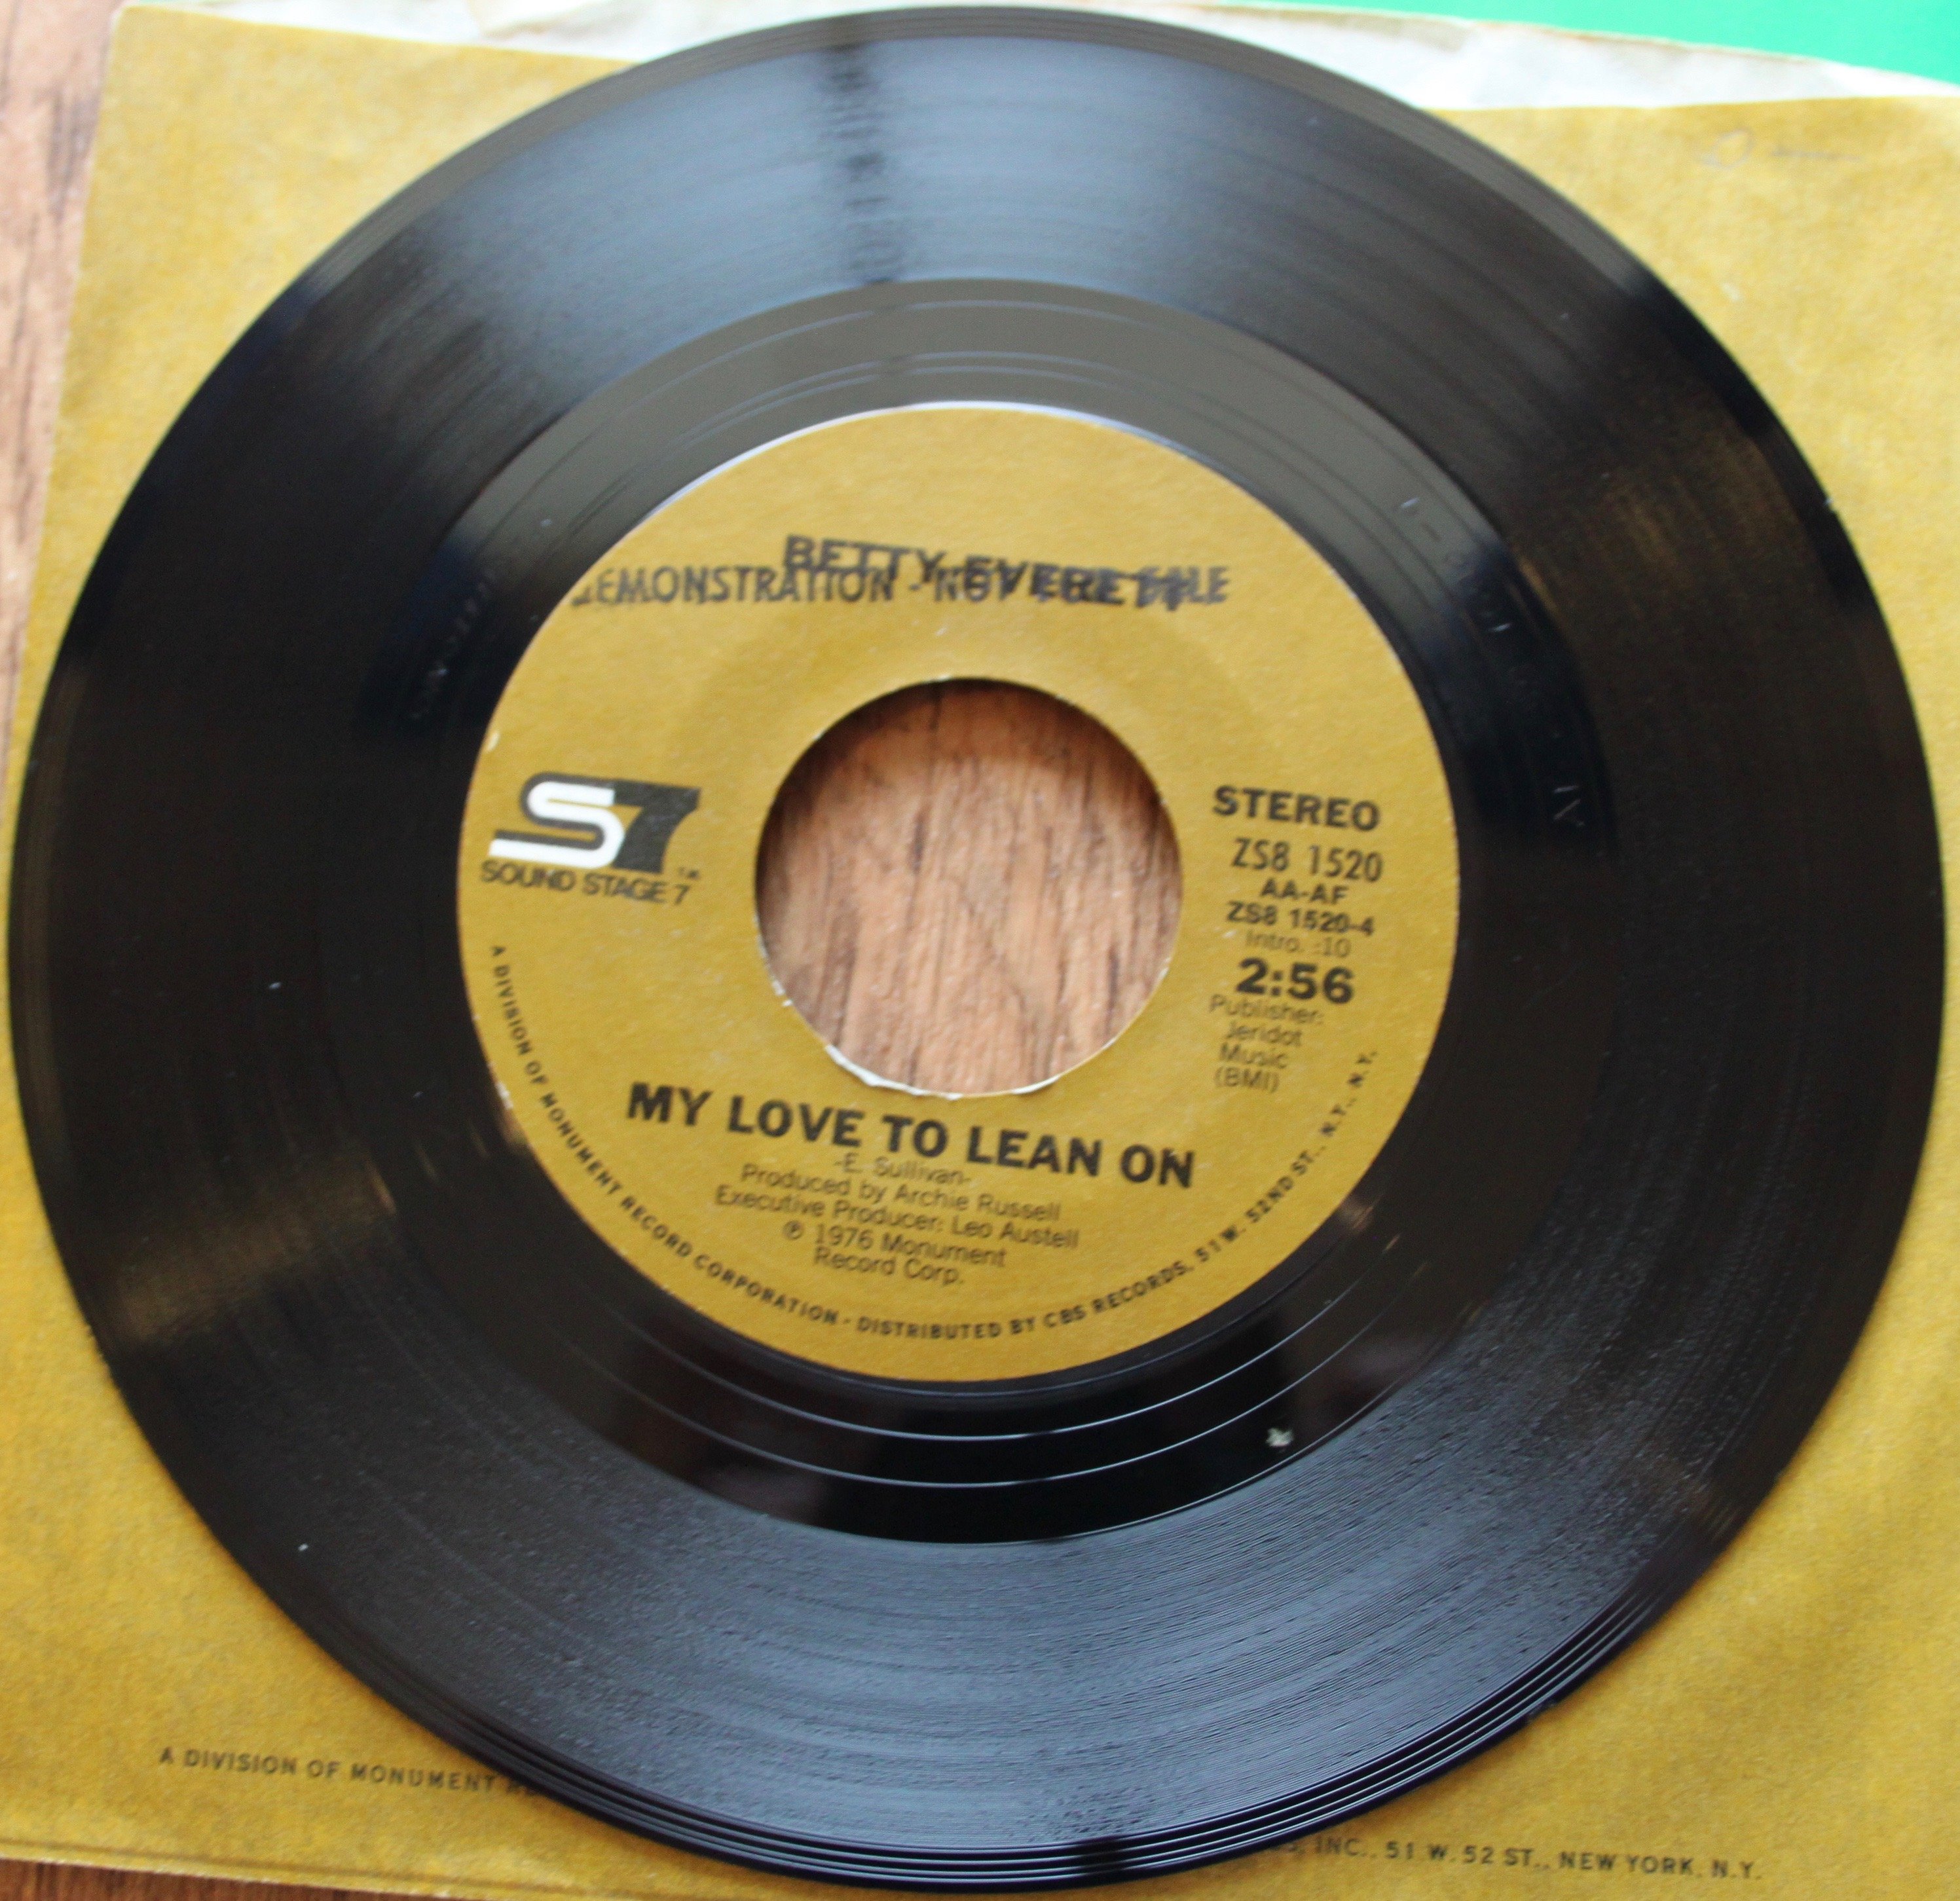 BETTY EVERETT
DEMONSTRATION - NOT FOR SALE
S7
SOUND STAGE 7
TM
STEREO
ZS8 1520
AA-AF
ZS8 1520-4
Intro. :10
2:56
Publisher:
Jeridot
Music
(BMI)
MY LOVE TO LEAN ON
-E. Sullivan-
Produced by Archie Russell
Executive Producer: Leo Austell
℗ 1976 Monument
Record Corp.
A DIVISION OF MONUMENT RECORD CORPORATION · DISTRIBUTED BY CBS RECORDS, 51 W. 52ND ST., N.Y., N.Y.
A DIVISION OF MONUMENT
INC., 51 W. 52 ST., NEW YORK, N.Y.